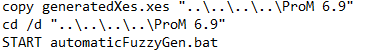 copy generatedXes.xes "..\..\..\..\ProM 6.9"
cd /d "..\..\..\..\ProM 6.9"
START automaticFuzzyGen.bat